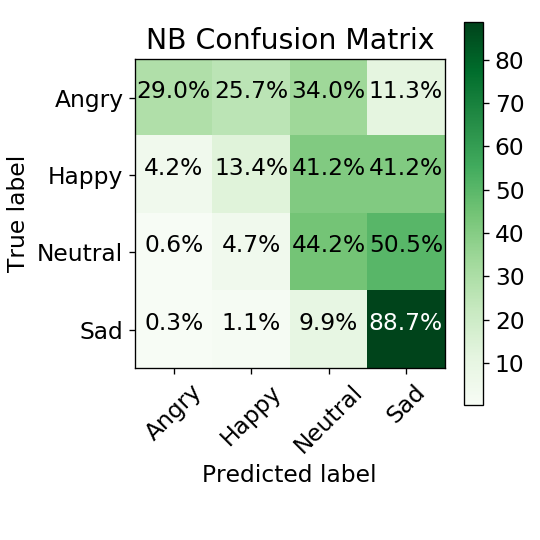 NB Confusion Matrix
True label
Angry 29.0% 25.7% 34.0% 11.3%
Happy 4.2% 13.4% 41.2% 41.2%
Neutral 0.6% 4.7% 44.2% 50.5%
Sad 0.3% 1.1% 9.9% 88.7%
Angry Happy Neutral Sad
Predicted label
80
70
60
50
40
30
20
10